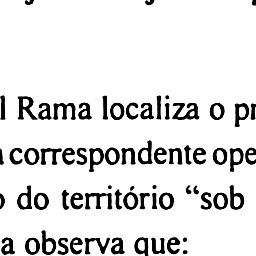 l Rama localiza o pr
correspondente ope
o do território “sob
a observa que: